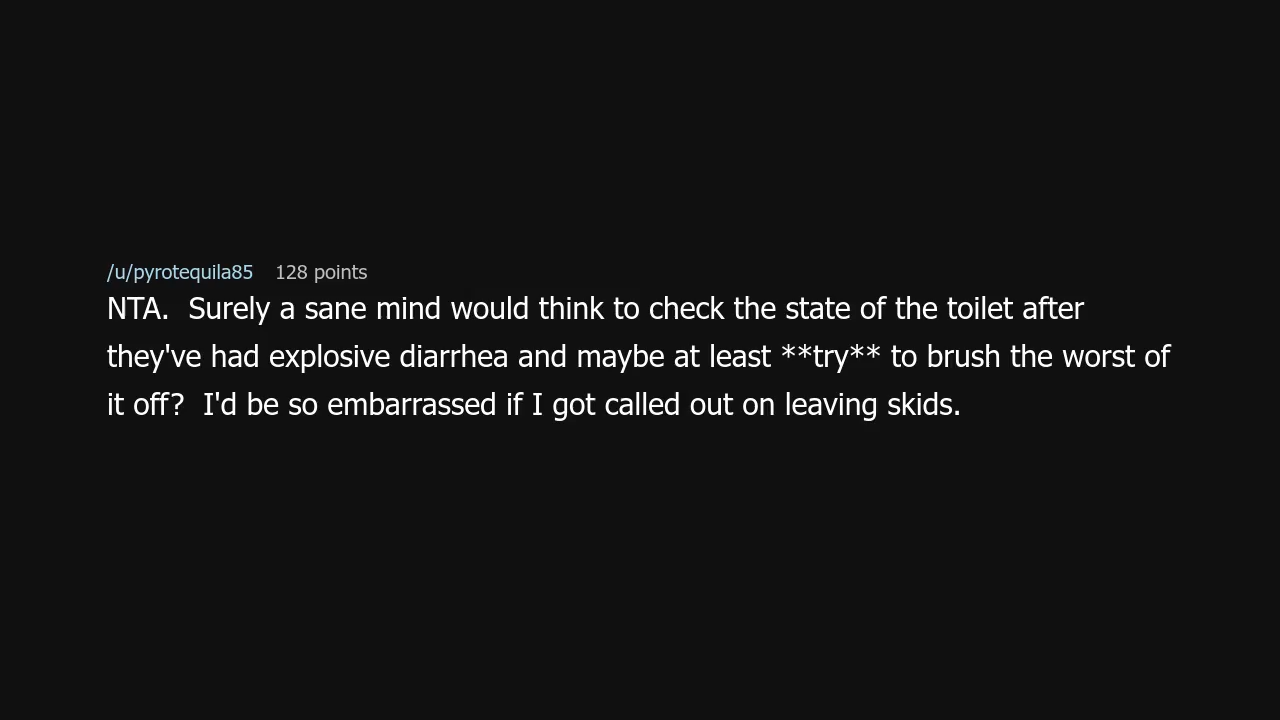 /u/pyrotequila85 128 points
NTA.  Surely a sane mind would think to check the state of the toilet after
they've had explosive diarrhea and maybe at least **try** to brush the worst of
it off?  I'd be so embarrassed if I got called out on leaving skids.